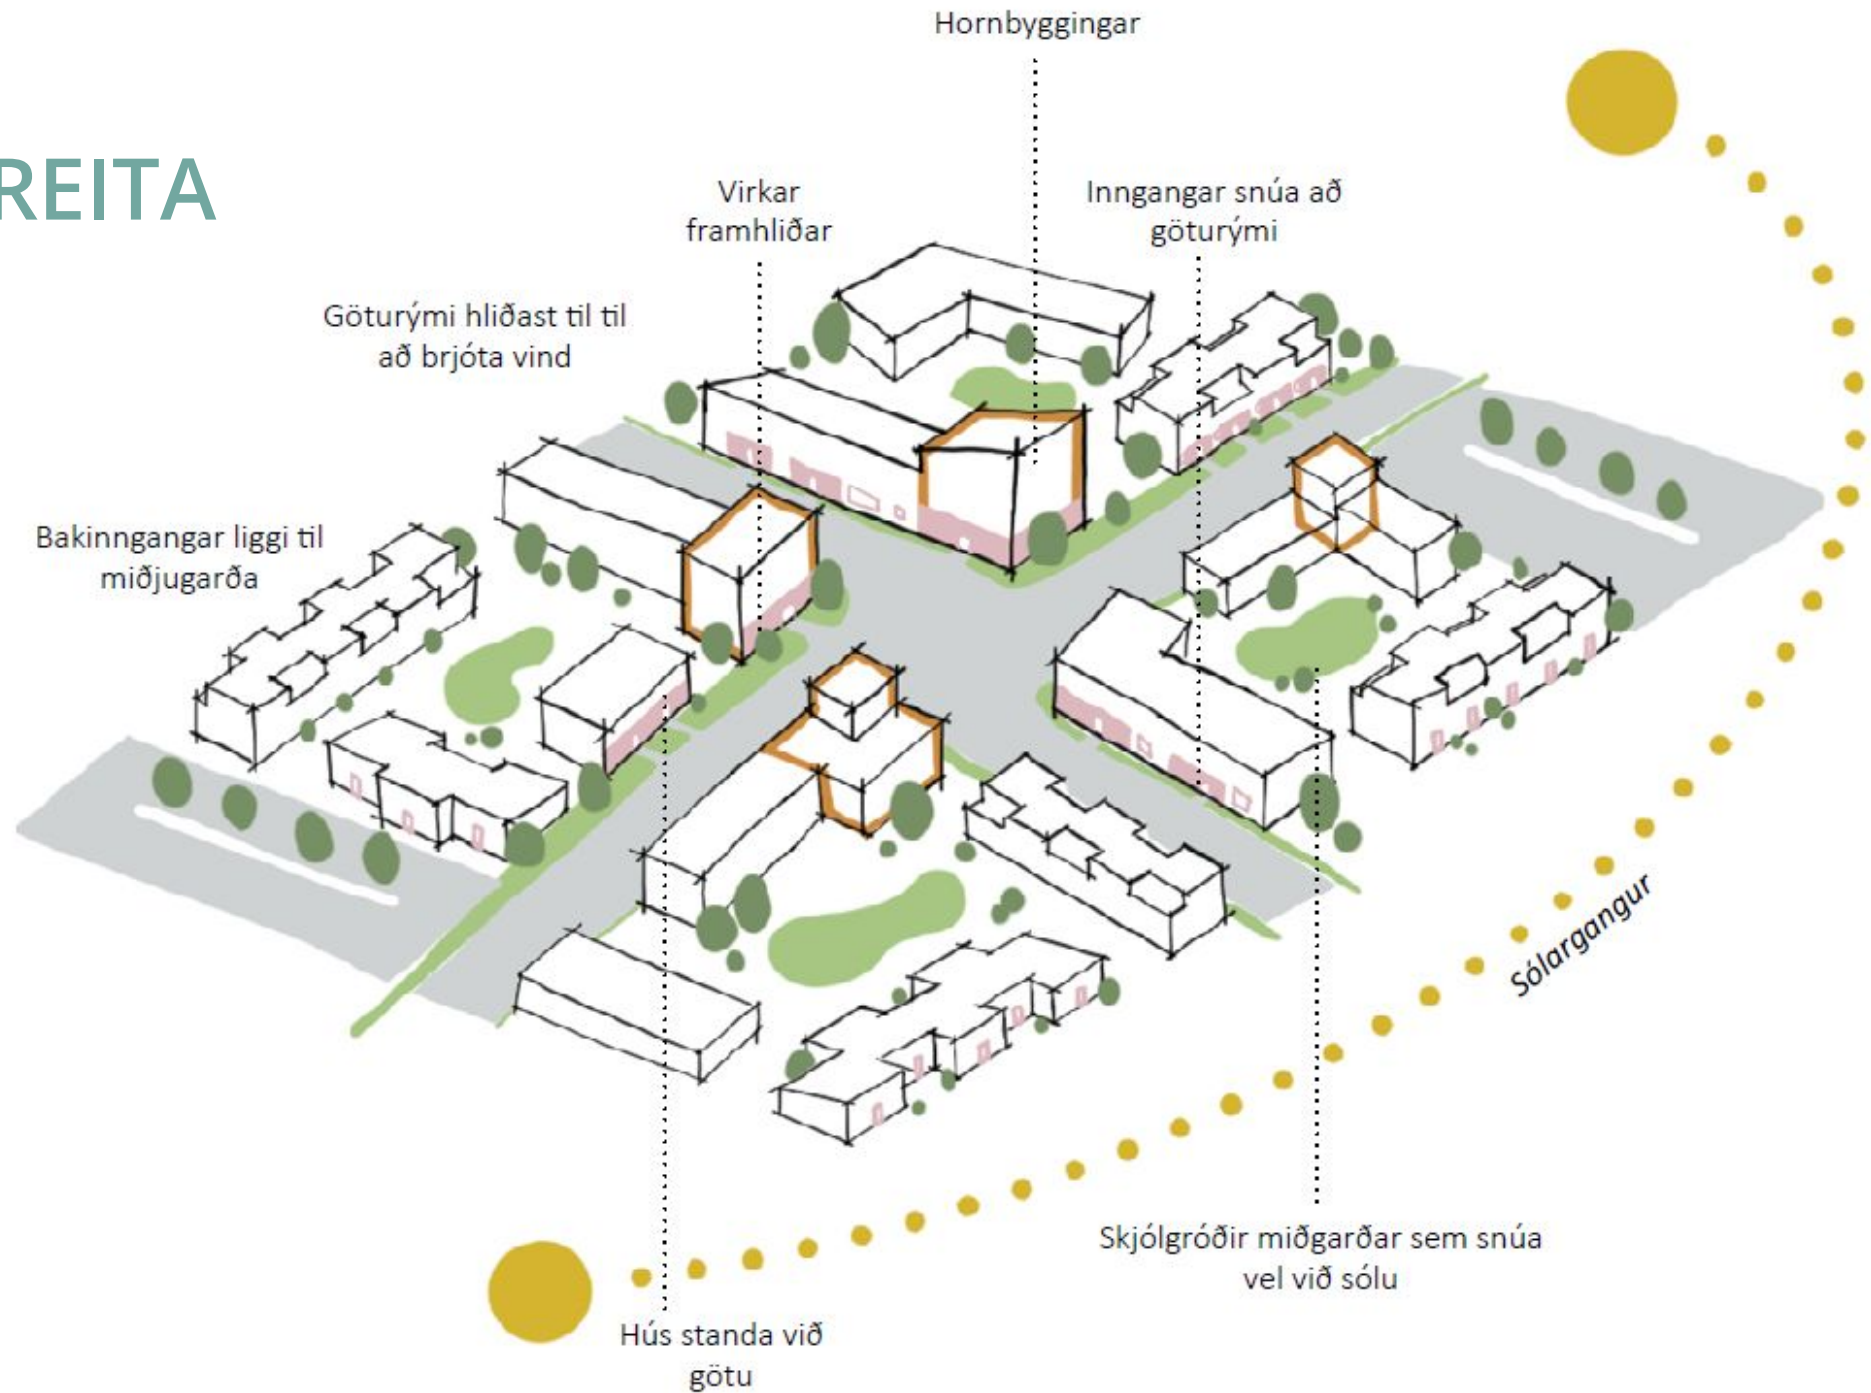 Hornbyggingar
REITA
Virkar
framhliðar
Inngangar snúa að
göturými
Göturými hliðast til til
að brjóta vind
Bakinngangar liggi til
miðjugarða
Sólargangur
Skjólgróðir miðgarðar sem snúa
vel við sólu
Hús standa við
götu